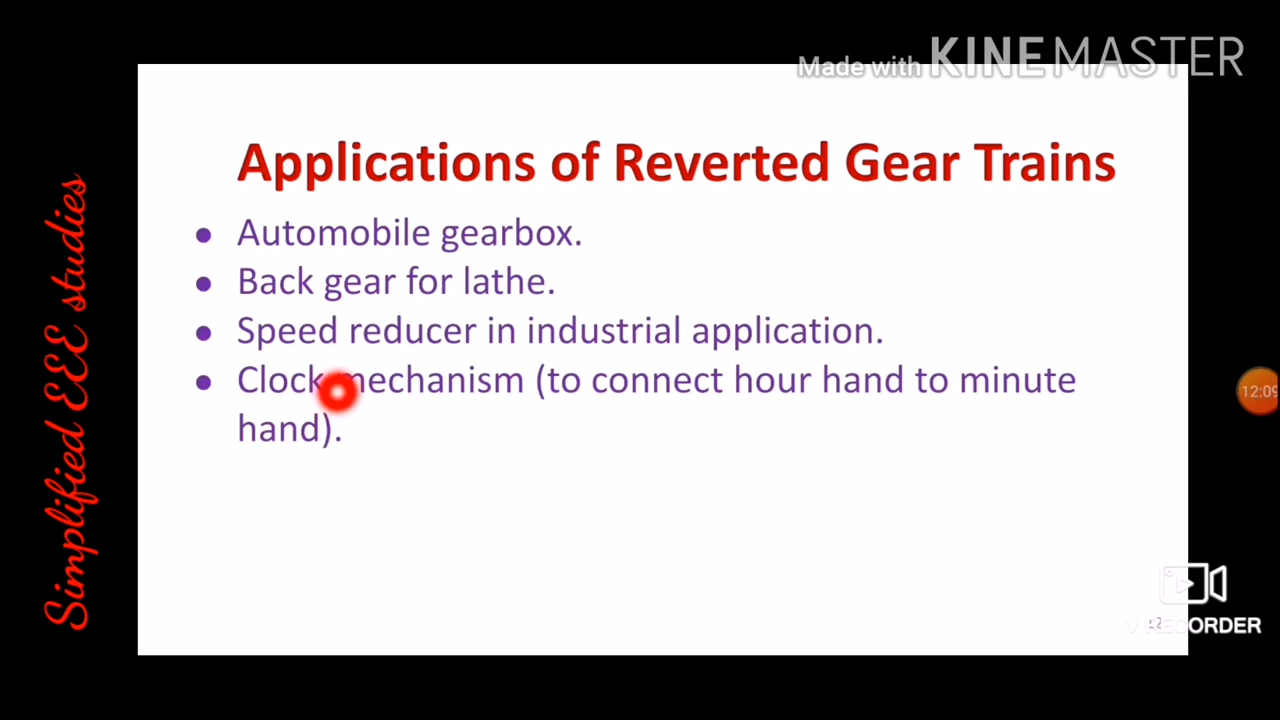 Made with KINEMASTER
Applications of Reverted Gear Trains
● Automobile gearbox.
● Back gear for lathe.
● Speed reducer in industrial application.
● Clock mechanism (to connect hour hand to minute
hand).
Simplified EEE studies
12:09
V RECORDER